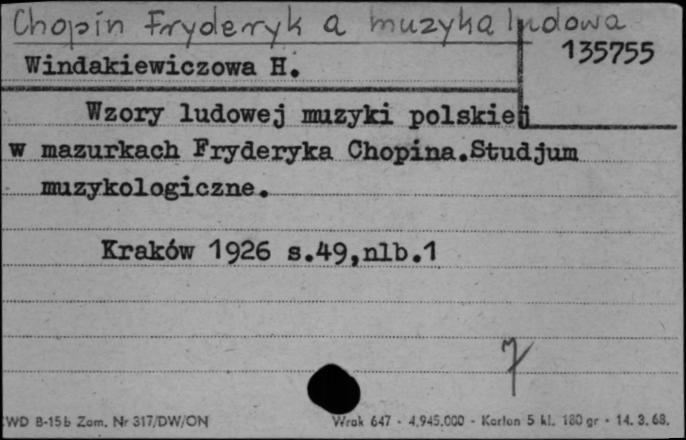 Chopin Fryderyk a muzyka ludowa
135755
Windakiewiczowa H.
Wzory ludowej muzyki polskiej
w mazurkach Fryderyka Chopina.Studjum
muzykologiczne.
Kraków 1926 s.49,nlb.1
7
CWD B-15b Zam. Nr 317/DW/ON
Wrak 647 - 4.945.000 - Karton 5 kl. 180 gr - 14. 3. 68.